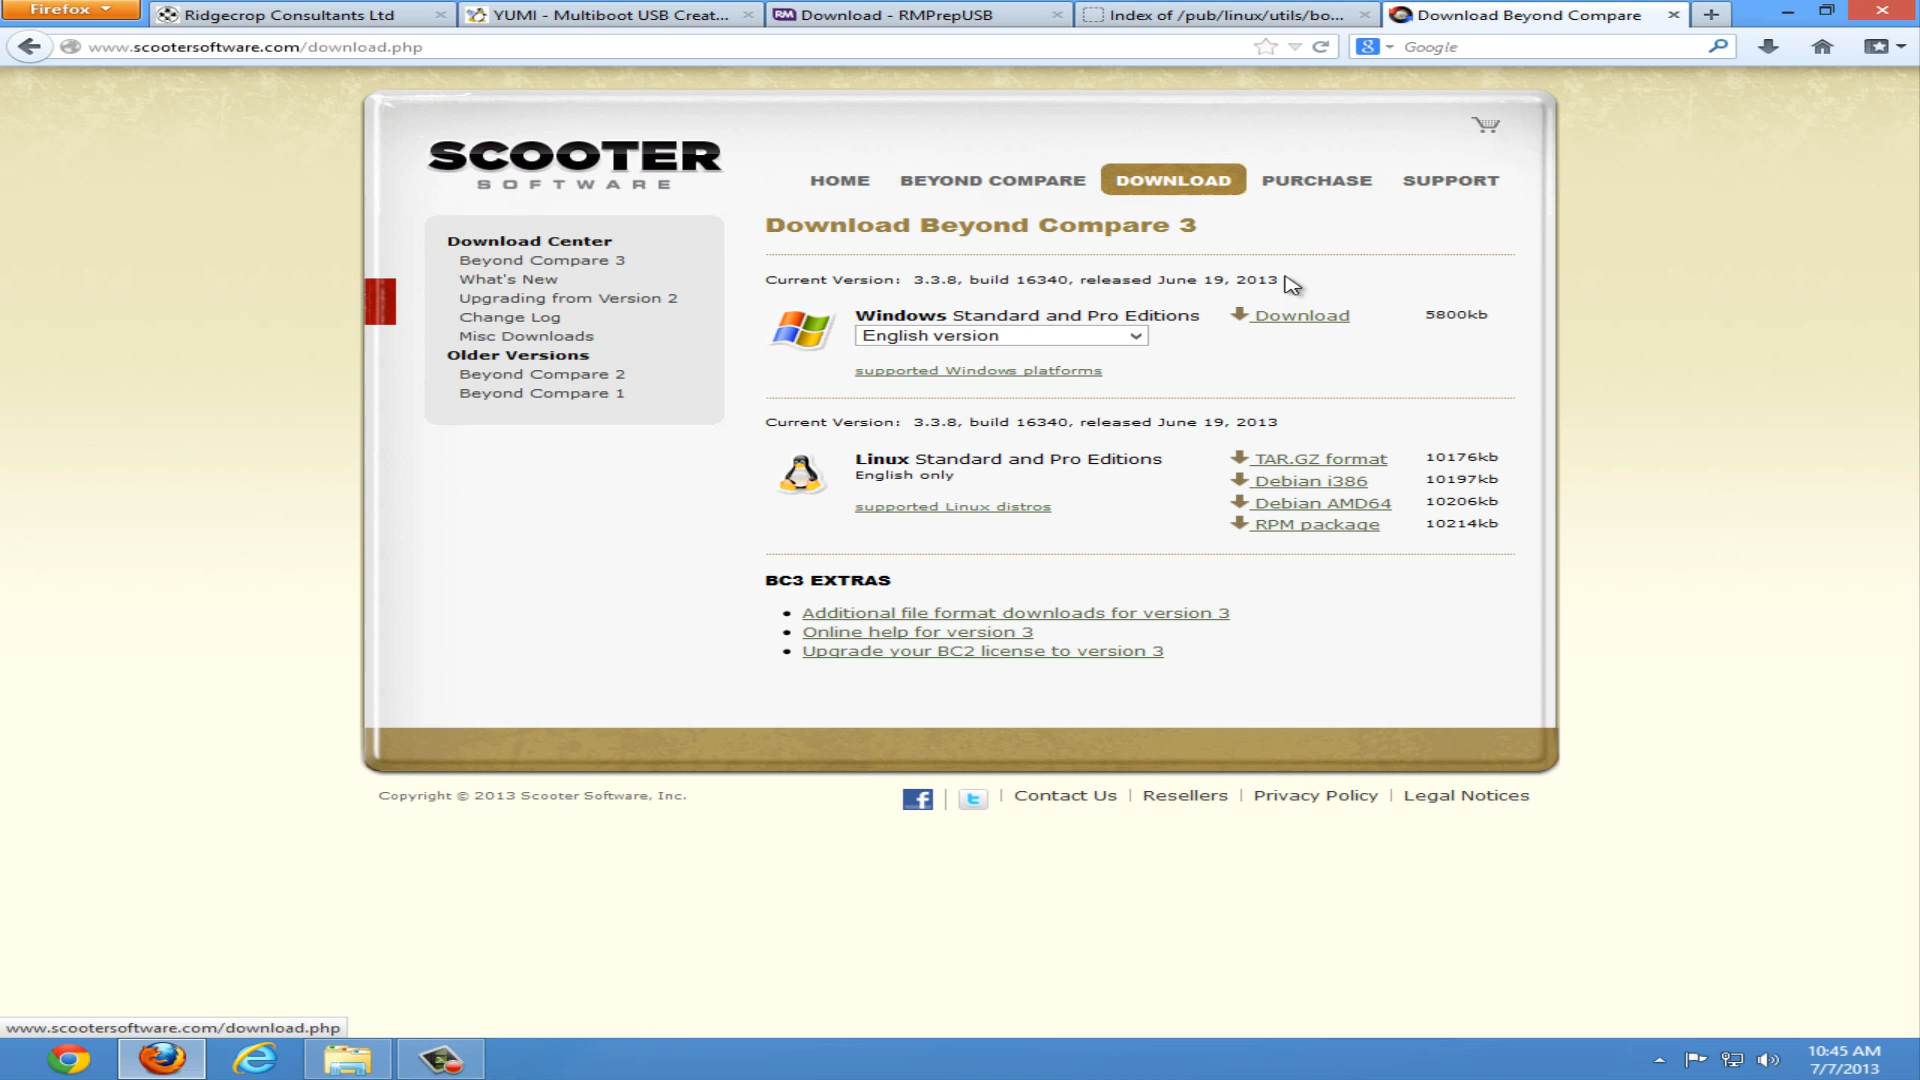 Firefox
Ridgecrop Consultants Ltd
YUMI - Multiboot USB Creat...
RM Download - RMPrepUSB
Index of /pub/linux/utils/bo...
Download Beyond Compare
www.scootersoftware.com/download.php
8
Google
SCOOTER
SOFTWARE
HOME
BEYOND COMPARE
DOWNLOAD
PURCHASE
SUPPORT
Download Center
Beyond Compare 3
What's New
Upgrading from Version 2
Change Log
Misc Downloads
Older Versions
Beyond Compare 2
Beyond Compare 1
Download Beyond Compare 3
Current Version: 3.3.8, build 16340, released June 19, 2013
Windows Standard and Pro Editions
Download
5800kb
English version
supported Windows platforms
Current Version: 3.3.8, build 16340, released June 19, 2013
Linux Standard and Pro Editions
English only
supported Linux distros
TAR.GZ format 10176kb
Debian i386 10197kb
Debian AMD64 10206kb
RPM package 10214kb
BC3 EXTRAS
• Additional file format downloads for version 3
• Online help for version 3
• Upgrade your BC2 license to version 3
Copyright © 2013 Scooter Software, Inc.
f | t | Contact Us | Resellers | Privacy Policy | Legal Notices
www.scootersoftware.com/download.php
10:45 AM
7/7/2013